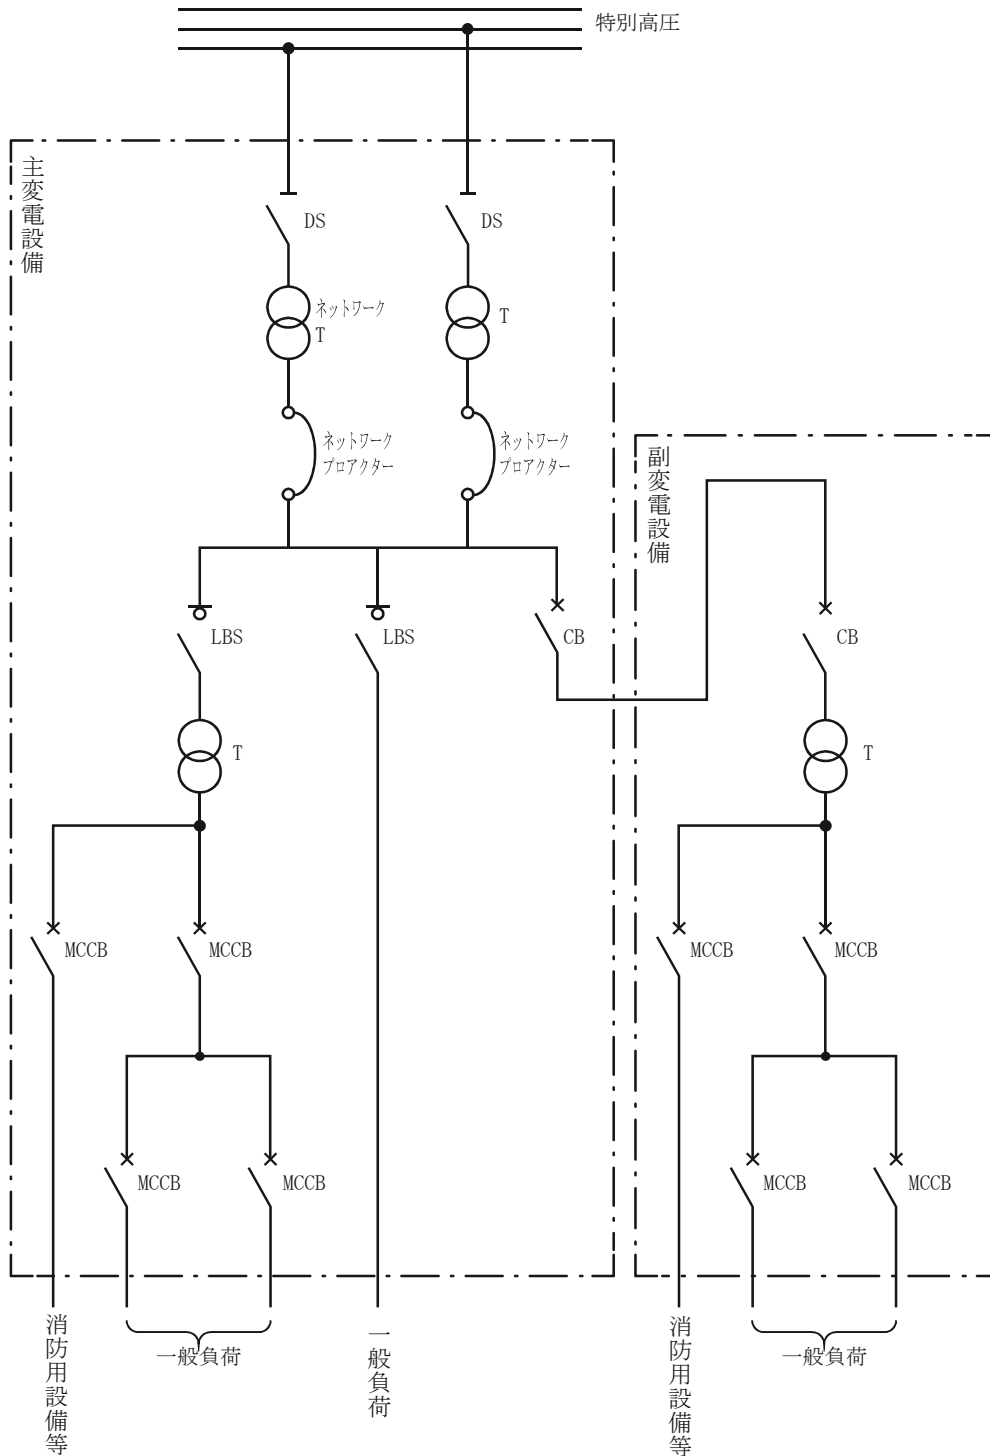 特別高圧
主変電設備
DS
DS
ネットワーク
T
T
ネットワーク
プロアクター
ネットワーク
プロアクター
副変電設備
LBS
LBS
CB
CB
T
T
MCCB
MCCB
MCCB
MCCB
MCCB
MCCB
MCCB
MCCB
消防用設備等
一般負荷
一般負荷
消防用設備等
一般負荷